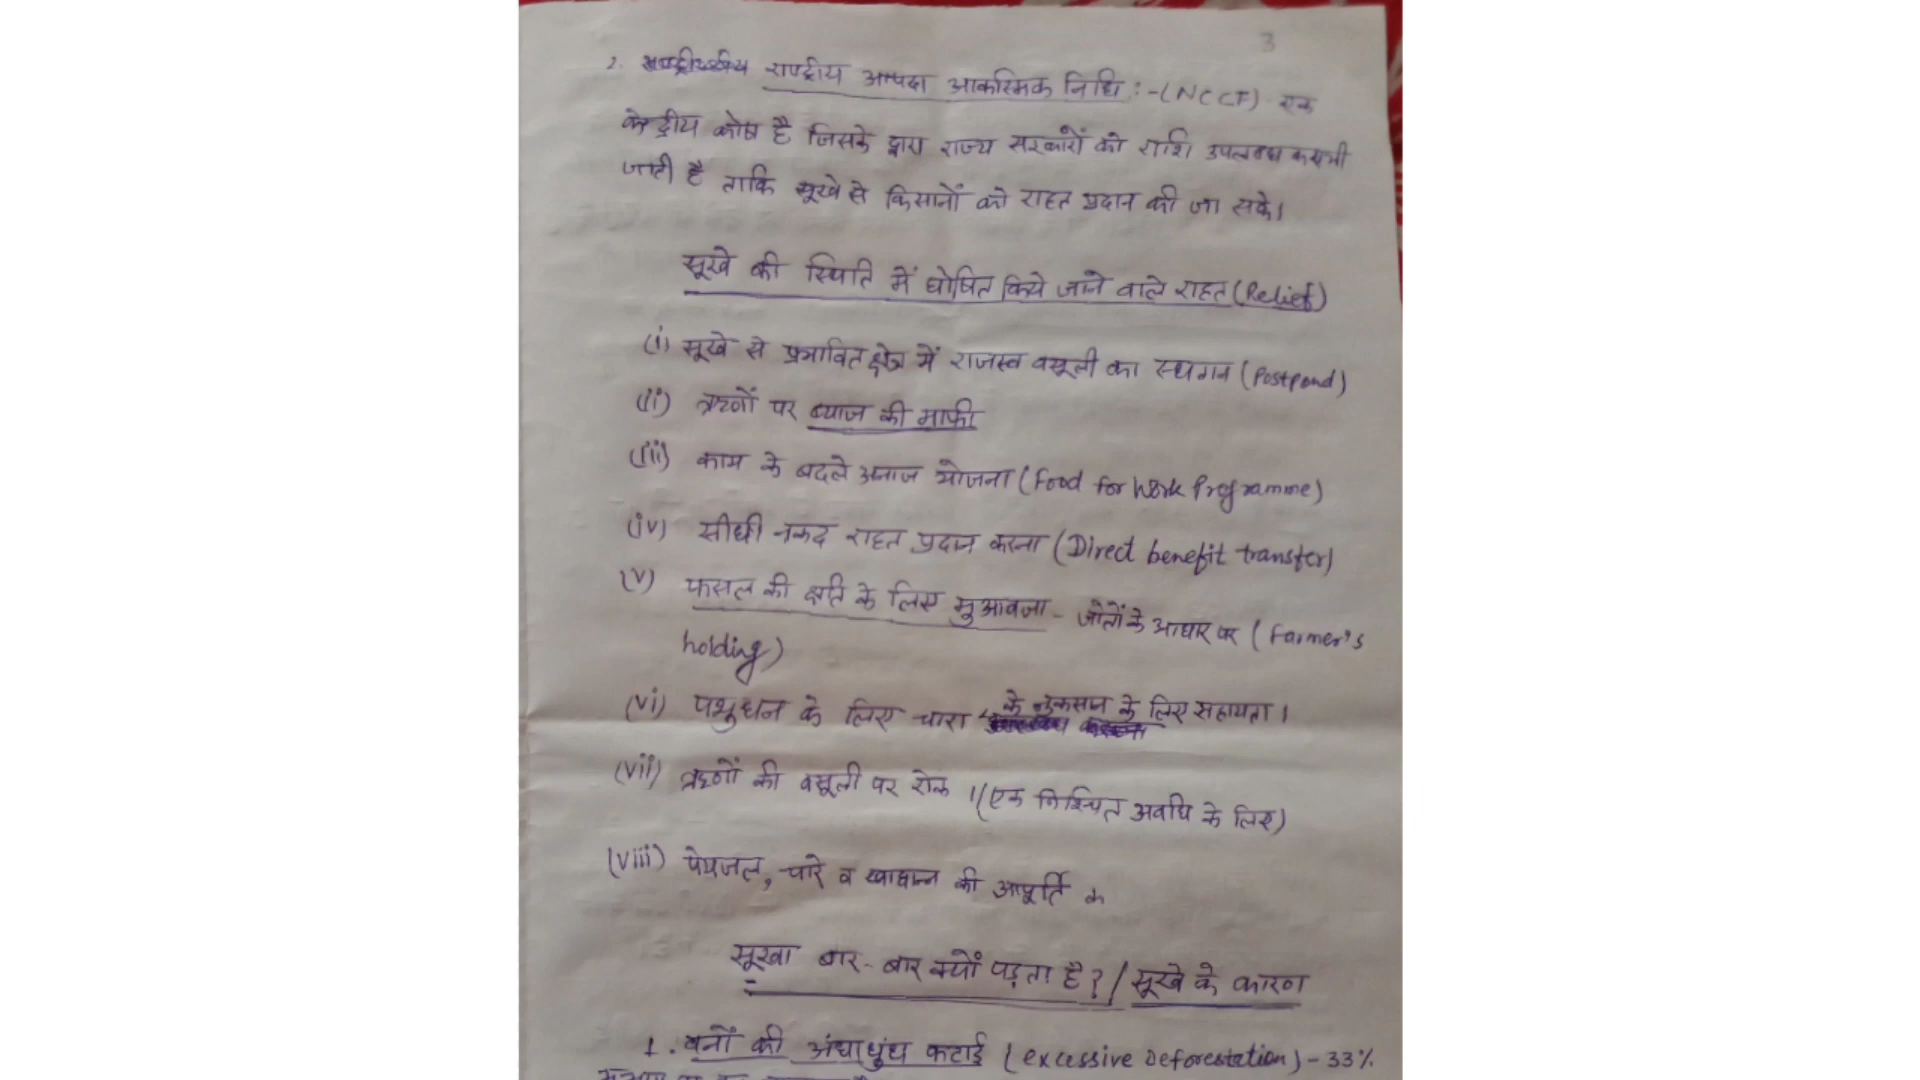 3
2. राष्ट्रीय आपदा आकस्मिक निधि :-(NCCF) एक
केन्द्रीय कोष है जिसके द्वारा राज्य सरकारों को राशि उपलब्ध करायी
जाती है ताकि सूखे से किसानों को राहत प्रदान की जा सके।
सूखे की स्थिति में घोषित किये जाने वाले राहत (Relief)
(i) सूखे से प्रभावित क्षेत्र में राजस्व वसूली का स्थगन (Postpond)
(ii) ऋणों पर ब्याज की माफी
(iii) काम के बदले अनाज योजना (Food for Work Programme)
(iv) सीधी नकद राहत प्रदान करना (Direct benefit transfer)
(v) फसल की क्षति के लिए मुआवजा - जोतों के आधार पर (Farmer's
holding)
(vi) पशुधन के लिए चारा के नुकसान के लिए सहायता।
(vii) ऋणों की वसूली पर रोक ।(एक निश्चित अवधि के लिए)
(viii) पेयजल, चारे व खाद्यान्न की आपूर्ति क
सूखा बार-बार क्यों पड़ता है? / सूखे के कारण
1. वनों की अंधाधुंध कटाई (excessive Deforestation) - 33%